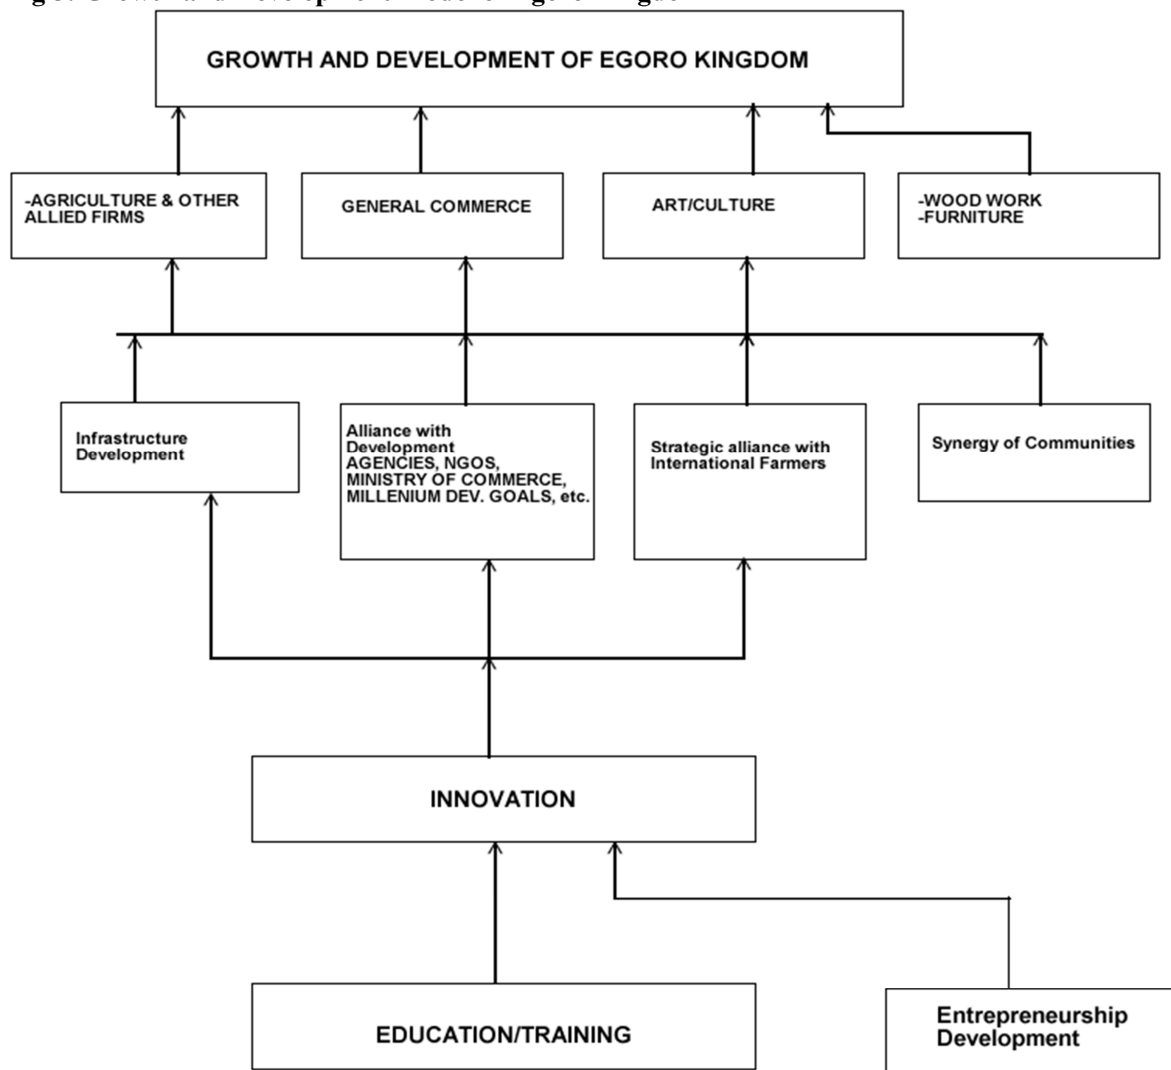 GROWTH AND DEVELOPMENT OF EGORO KINGDOM
-AGRICULTURE & OTHER
ALLIED FIRMS
GENERAL COMMERCE
ART/CULTURE
-WOOD WORK
-FURNITURE
Infrastructure
Development
Alliance with
Development
AGENCIES, NGOS,
MINISTRY OF COMMERCE,
MILLENIUM DEV. GOALS, etc.
Strategic alliance with
International Farmers
Synergy of Communities
INNOVATION
EDUCATION/TRAINING
Entrepreneurship
Development